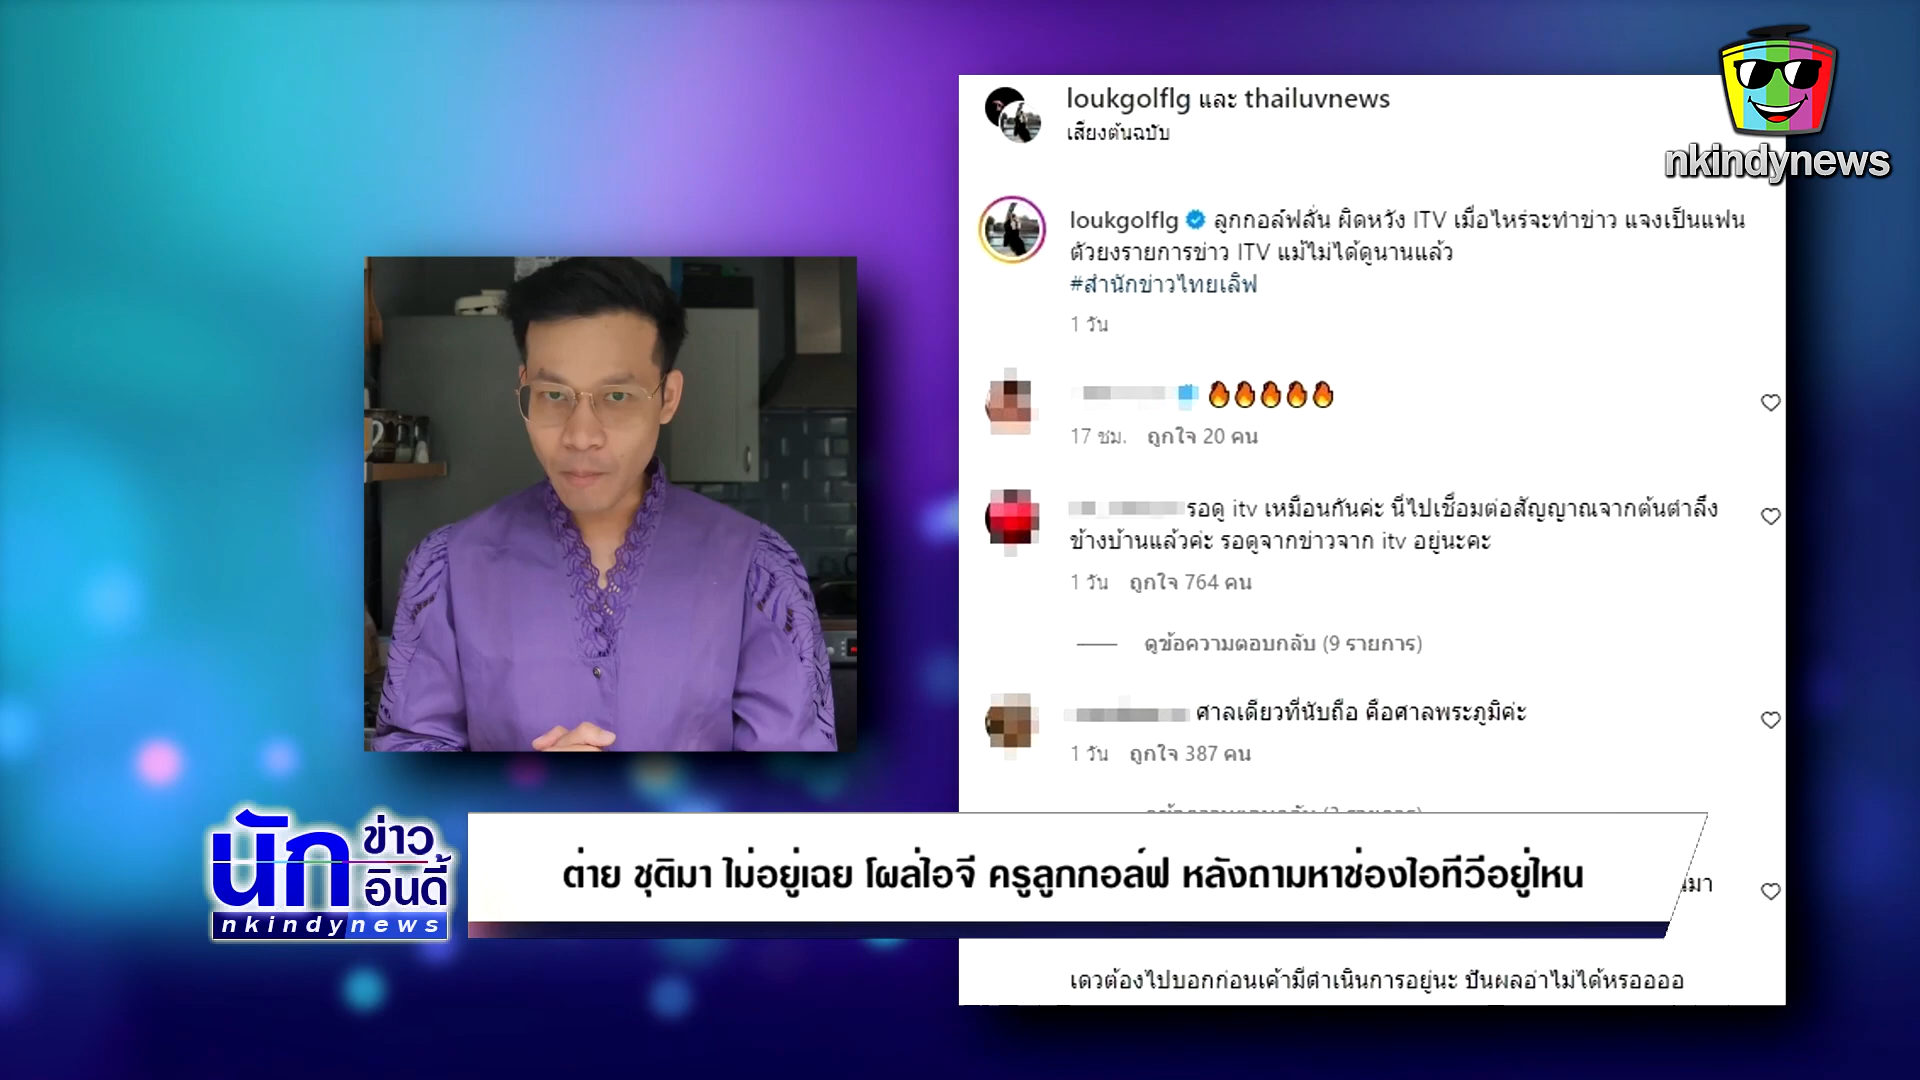 loukgolflg และ thailuvnews
เสียงต้นฉบับ
nkindynews
loukgolflg ลูกกอล์ฟลั่น ผิดหวัง ITV เมื่อไหร่จะทำข่าว แจงเป็นแฟน
ตัวยงรายการข่าว ITV แม้ไม่ได้ดูนานแล้ว
#สำนักข่าวไทยเลิ์ฟ
1 วัน
17 ชม. ถูกใจ 20 คน
รอดู itv เหมือนกันค่ะ นี่ไปเชื่อมต่อสัญญาณจากต้นตำลึง
ข้างบ้านแล้วค่ะ รอดูจากข่าวจาก itv อยู่นะคะ
1 วัน ถูกใจ 764 คน
ดูข้อความตอบกลับ (9 รายการ)
ศาลเดียวที่นับถือ คือศาลพระภูมิค่ะ
1 วัน ถูกใจ 387 คน
นักข่าวอินดี้
nkindynews
ต่าย ชุติมา ไม่อยู่เฉย โผล่ไอจี ครูลูกกอล์ฟ หลังถามหาช่องไอทีวีอยู่ไหน
เดวต้องไปบอกก่อนเค้ามีดำเนินการอยู่นะ ปันผลอ่าไม่ได้หรออออ